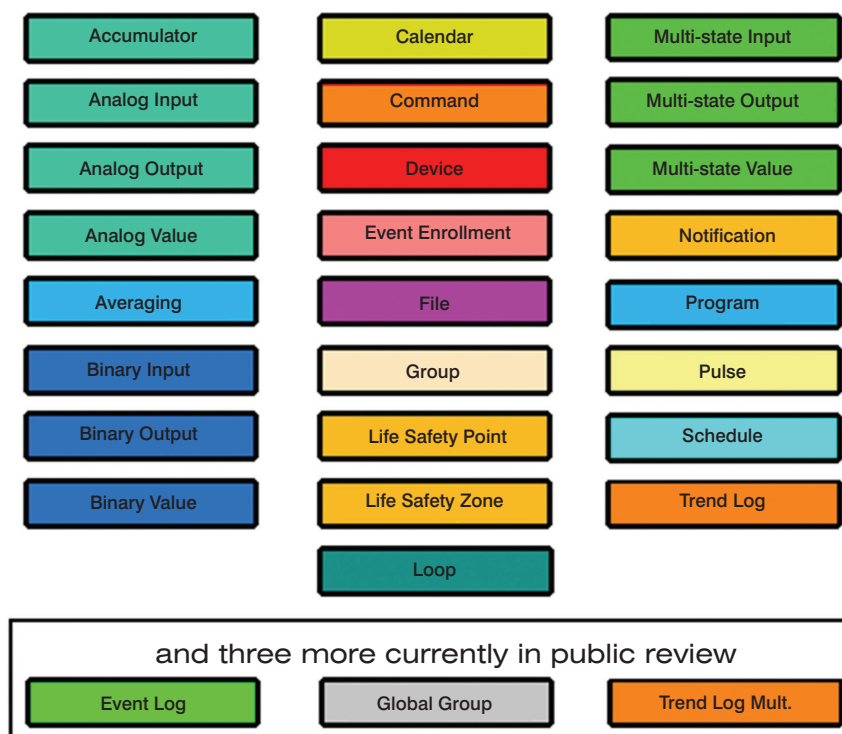 Accumulator
Analog Input
Analog Output
Analog Value
Averaging
Binary Input
Binary Output
Binary Value
Calendar
Command
Device
Event Enrollment
File
Group
Life Safety Point
Life Safety Zone
Loop
Multi-state Input
Multi-state Output
Multi-state Value
Notification
Program
Pulse
Schedule
Trend Log
and three more currently in public review
Event Log
Global Group
Trend Log Mult.